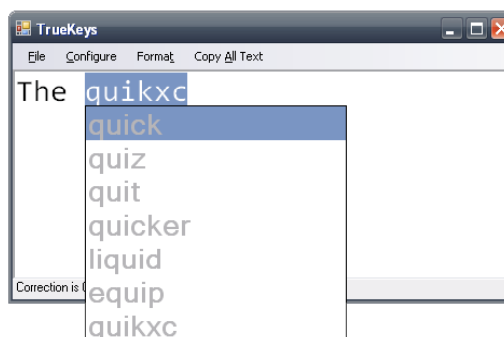 TrueKeys
File Configure Format Copy All Text
The quikxc
quick
quiz
quit
quicker
liquid
Correction is
equip
quikxc